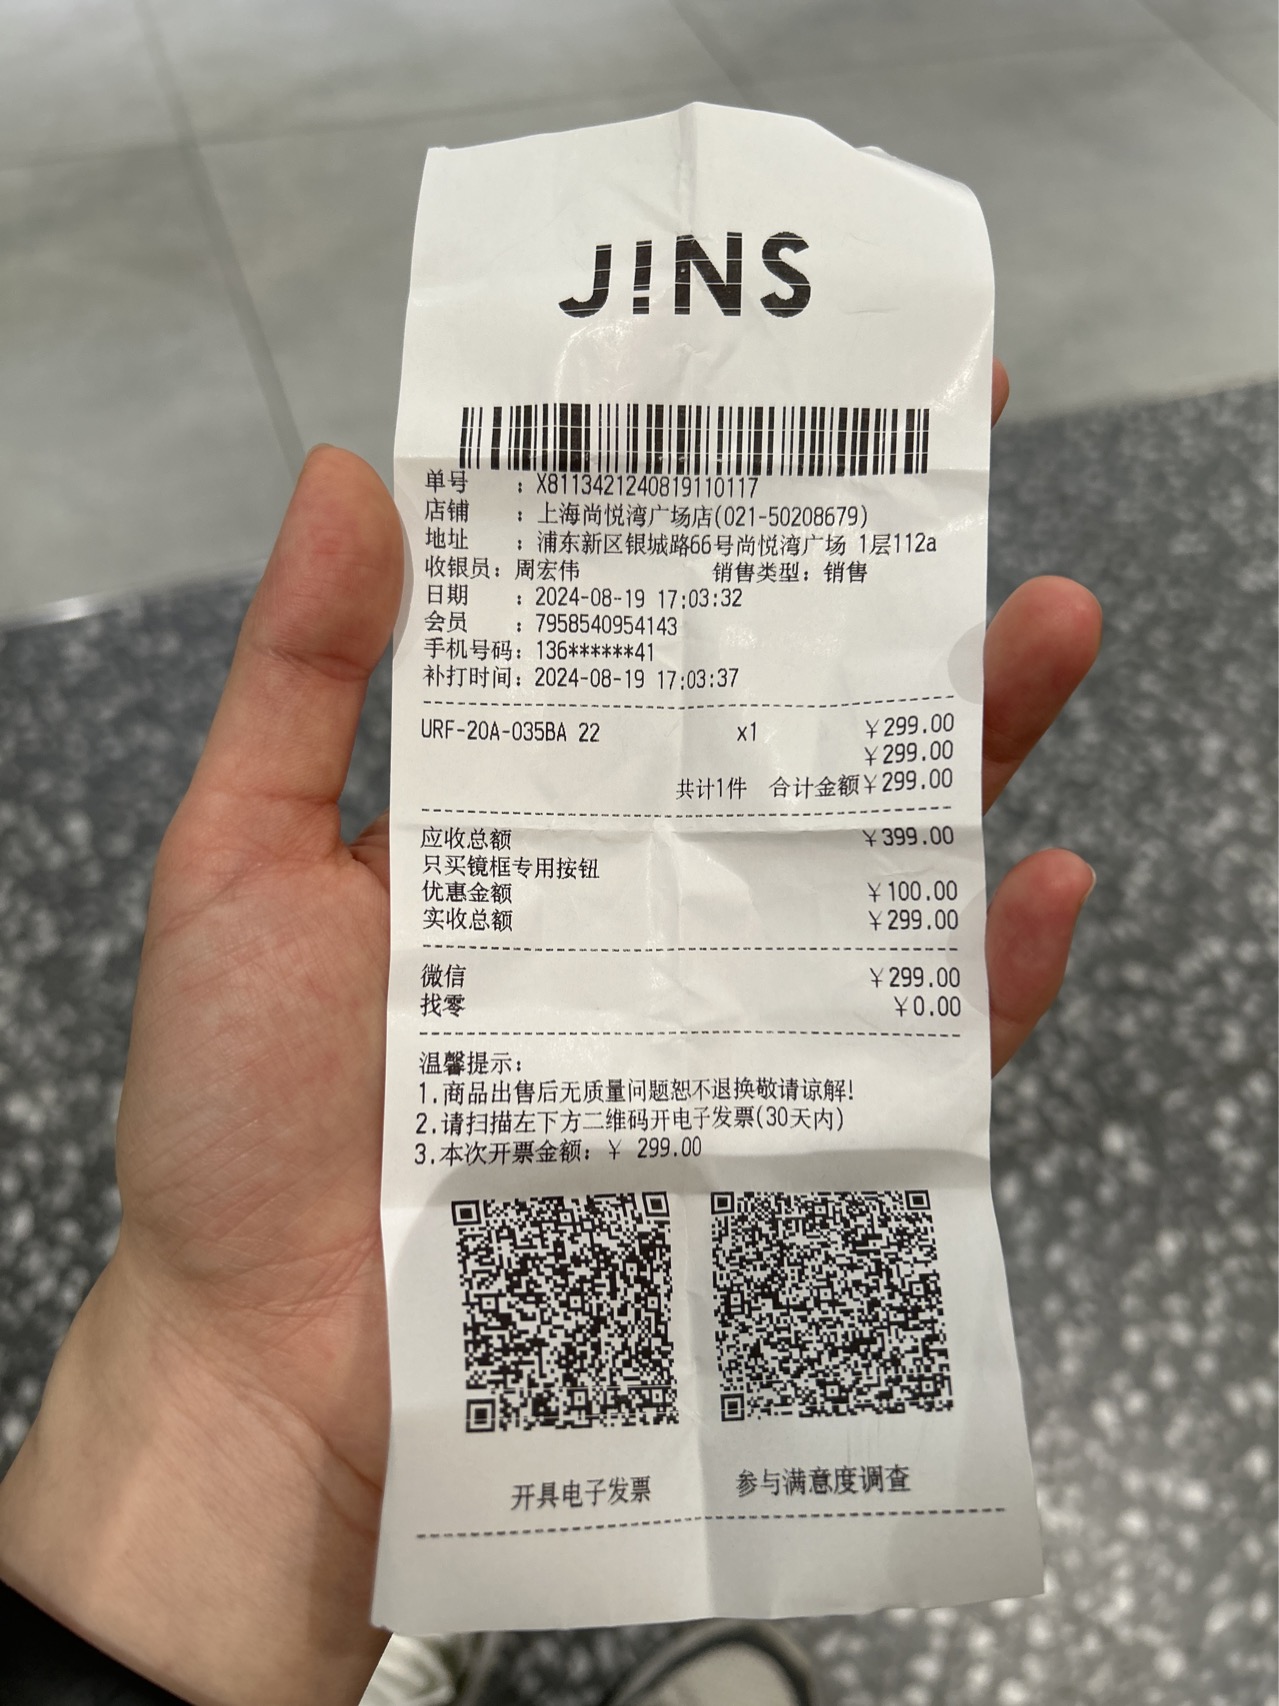 J!NS
单号 : X8113421240819110117
店铺 : 上海尚悦湾广场店(021-50208679)
地址 : 浦东新区银城路66号尚悦湾广场 1层112a
收银员: 周宏伟 销售类型: 销售
日期 : 2024-08-19 17:03:32
会员 : 7958540954143
手机号码: 136******41
补打时间: 2024-08-19 17:03:37
URF-20A-035BA 22 x1 ￥299.00
￥299.00
共计1件 合计金额￥299.00
应收总额 ￥399.00
只买镜框专用按钮
优惠金额 ￥100.00
实收总额 ￥299.00
微信 ￥299.00
找零 ￥0.00
温馨提示:
1.商品出售后无质量问题恕不退换敬请谅解!
2.请扫描左下方二维码开电子发票(30天内)
3.本次开票金额: ￥ 299.00
开具电子发票 参与满意度调查